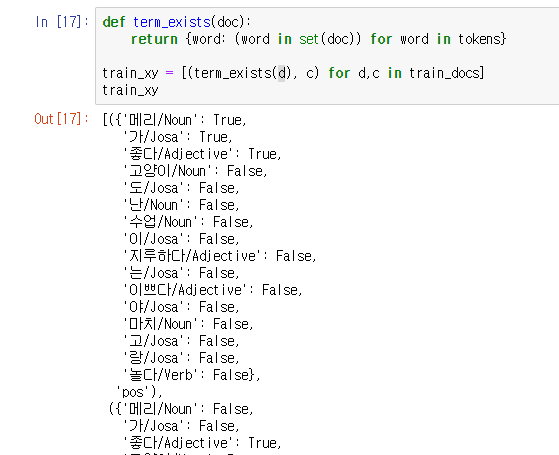 In [17]: def term_exists(doc):
return {word: (word in set(doc)) for word in tokens}
train_xy = [(term_exists(d), c) for d,c in train_docs]
train_xy
Out[17]: [({'메리/Noun': True,
'가/Josa': True,
'좋다/Adjective': True,
'고양이/Noun': False,
'도/Josa': False,
'난/Noun': False,
'수업/Noun': False,
'이/Josa': False,
'지루하다/Adjective': False,
'는/Josa': False,
'이쁘다/Adjective': False,
'야/Josa': False,
'마치/Noun': False,
'고/Josa': False,
'랑/Josa': False,
'놀다/Verb': False},
'pos'),
({'메리/Noun': False,
'가/Josa': False,
'좋다/Adjective': True,